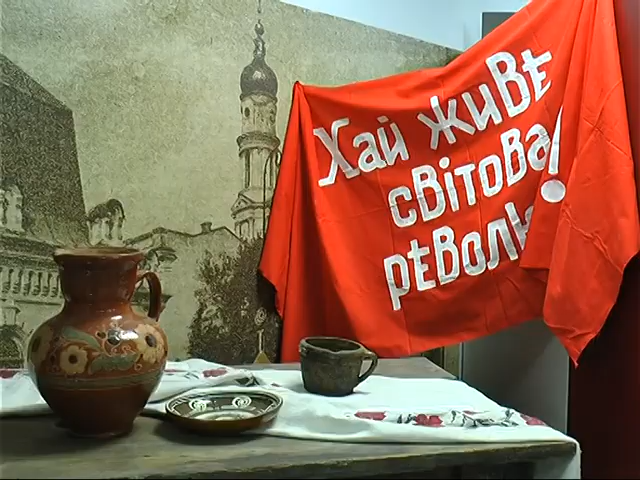 Хай живе
світова
револю